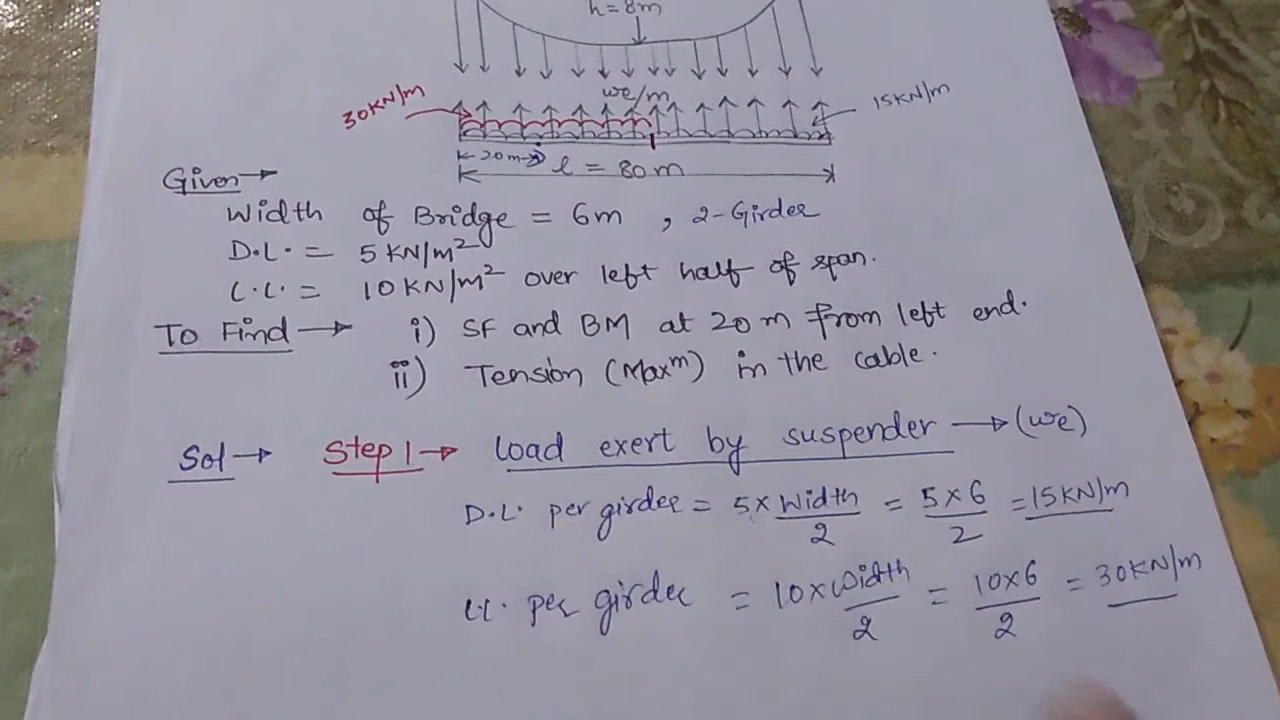 h = 8m
we/m
30KN/m
15KN/m
20m
l = 80m
Given →
Width of Bridge = 6m , 2-Girder
D.L. = 5 KN/m²
L.L. = 10 KN/m² over left half of span.
To Find → i) SF and BM at 20 m from left end.
ii) Tension (Maxᵐ) in the cable.
Sol → Step 1 → Load exert by suspender → (we)
D.L. per girder = 5 x Width/2 = 5 x 6/2 = 15 KN/m
L.L. per girder = 10 x Width/2 = 10 x 6/2 = 30 KN/m